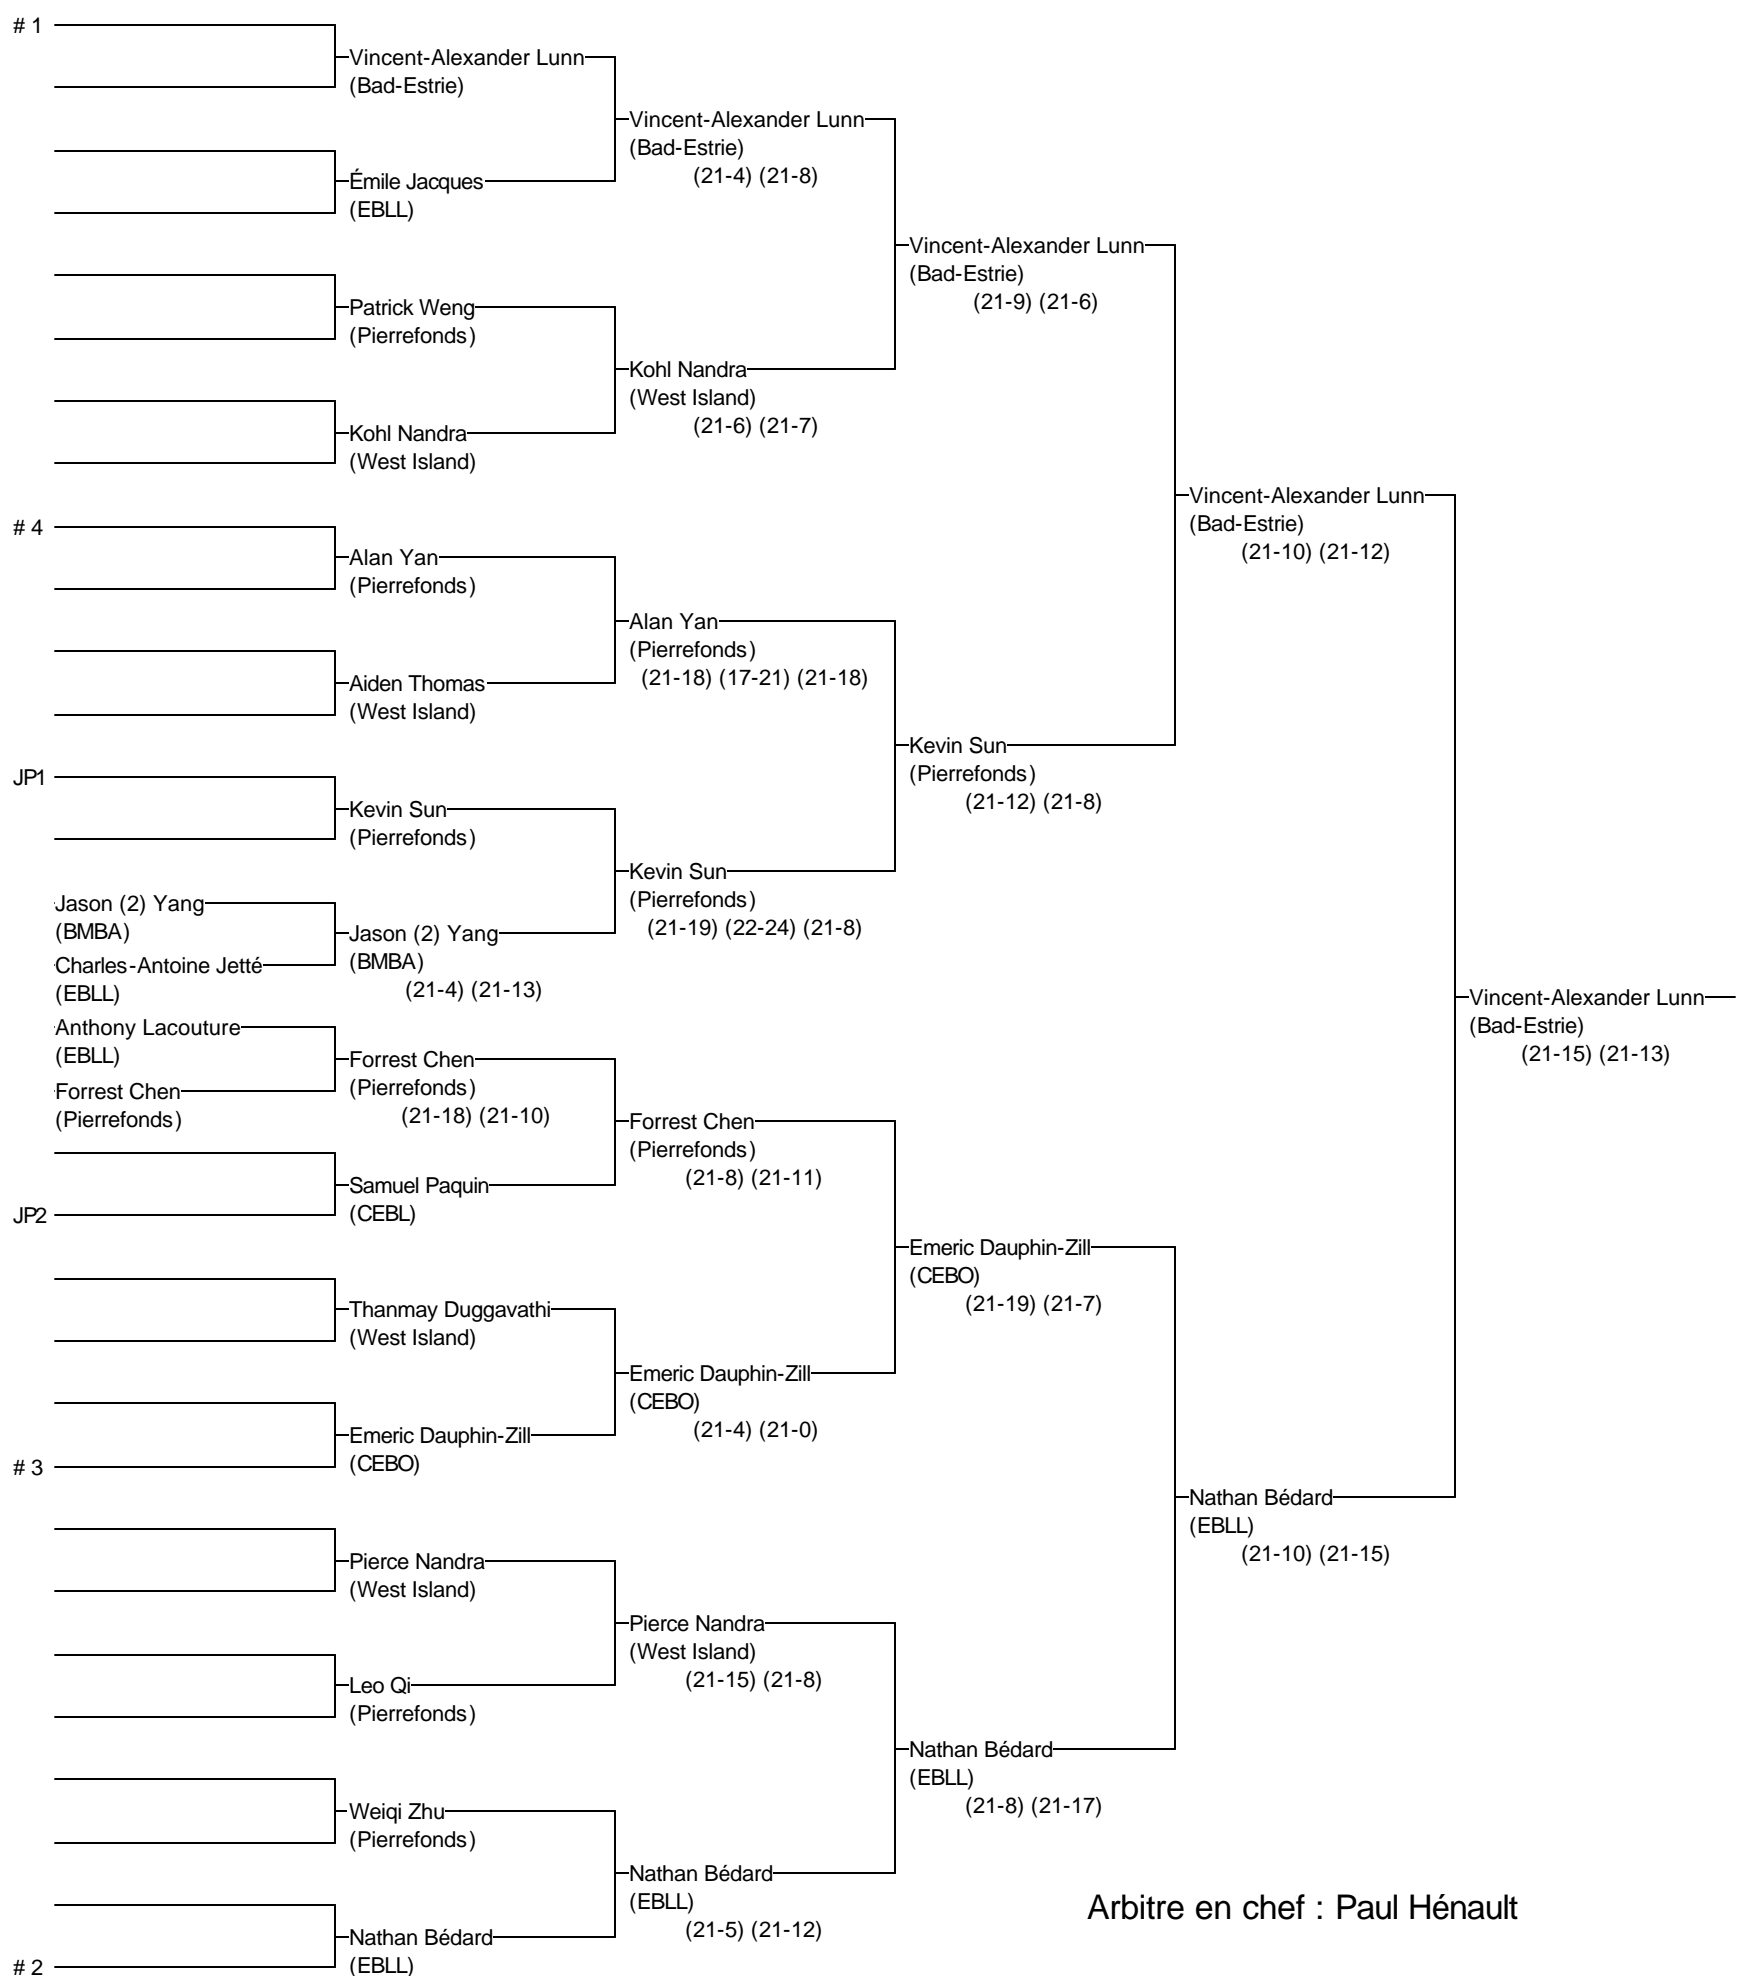 # 1
Vincent-Alexander Lunn
(Bad-Estrie)
Vincent-Alexander Lunn
(Bad-Estrie)
(21-4) (21-8)
Émile Jacques
(EBLL)
Vincent-Alexander Lunn
(Bad-Estrie)
(21-9) (21-6)
Patrick Weng
(Pierrefonds)
Kohl Nandra
(West Island)
(21-6) (21-7)
Kohl Nandra
(West Island)
Vincent-Alexander Lunn
(Bad-Estrie)
(21-10) (21-12)
# 4
Alan Yan
(Pierrefonds)
Alan Yan
(Pierrefonds)
(21-18) (17-21) (21-18)
Aiden Thomas
(West Island)
Kevin Sun
(Pierrefonds)
(21-12) (21-8)
JP1
Kevin Sun
(Pierrefonds)
Kevin Sun
(Pierrefonds)
(21-19) (22-24) (21-8)
Jason (2) Yang
(BMBA)
Jason (2) Yang
(BMBA)
(21-4) (21-13)
Charles-Antoine Jetté
(EBLL)
Vincent-Alexander Lunn
(Bad-Estrie)
(21-15) (21-13)
Anthony Lacouture
(EBLL)
Forrest Chen
(Pierrefonds)
(21-18) (21-10)
Forrest Chen
(Pierrefonds)
Forrest Chen
(Pierrefonds)
(21-8) (21-11)
Samuel Paquin
(CEBL)
JP2
Emeric Dauphin-Zill
(CEBO)
(21-19) (21-7)
Thanmay Duggavathi
(West Island)
Emeric Dauphin-Zill
(CEBO)
(21-4) (21-0)
Emeric Dauphin-Zill
(CEBO)
# 3
Nathan Bédard
(EBLL)
(21-10) (21-15)
Pierce Nandra
(West Island)
Pierce Nandra
(West Island)
(21-15) (21-8)
Leo Qi
(Pierrefonds)
Nathan Bédard
(EBLL)
(21-8) (21-17)
Weiqi Zhu
(Pierrefonds)
Nathan Bédard
(EBLL)
(21-5) (21-12)
Nathan Bédard
(EBLL)
# 2
Arbitre en chef : Paul Hénault